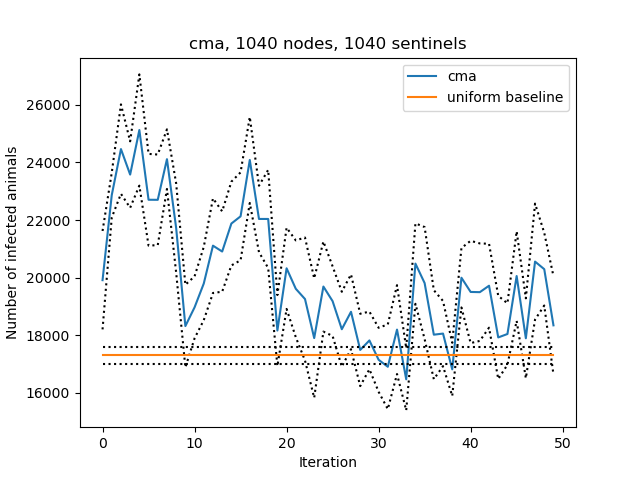 cma, 1040 nodes, 1040 sentinels
cma
uniform baseline
26000
24000
22000
20000
18000
16000
Number of infected animals
0 10 20 30 40 50
Iteration